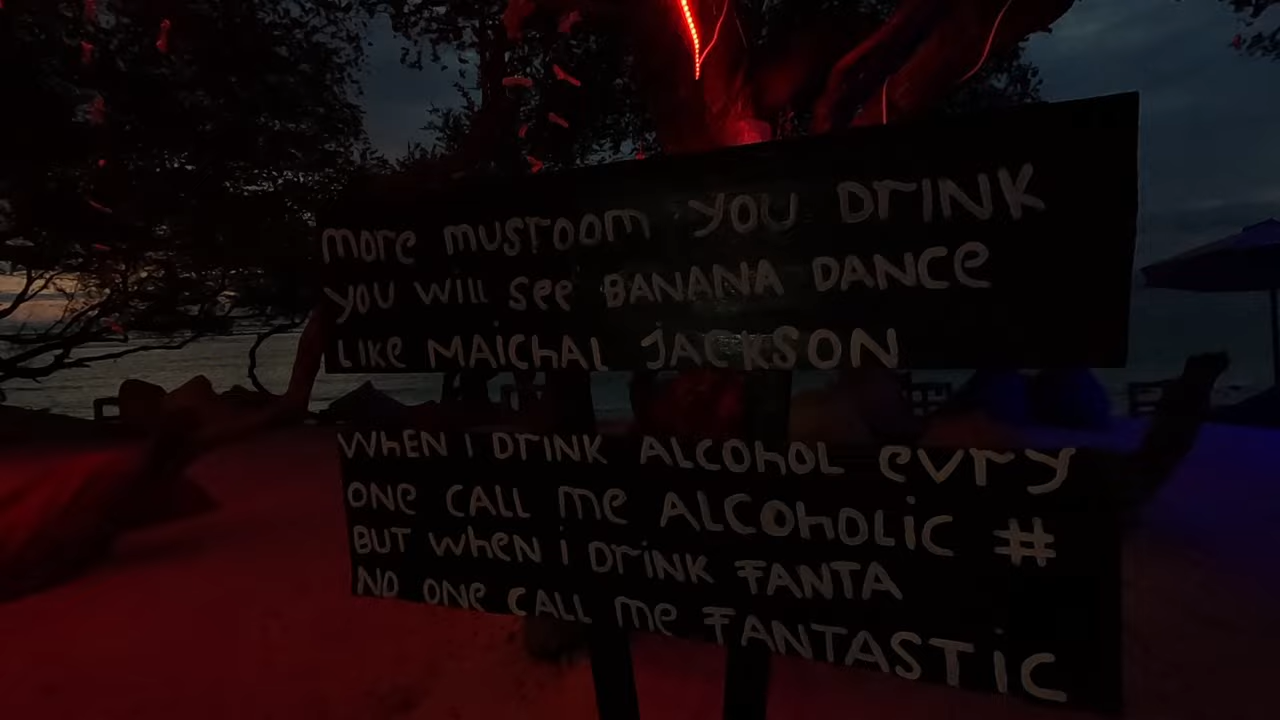 more mustroom you DrINK
you will see BANANA DANCe
LIKe MAICHAL JACKSON
WHEN I DrINK ALCOHOL evry
ONE CALL me ALCOHOLIC #
BUT wHeN i DriNK FANTA
NO ONe CALL me FANTASTIC